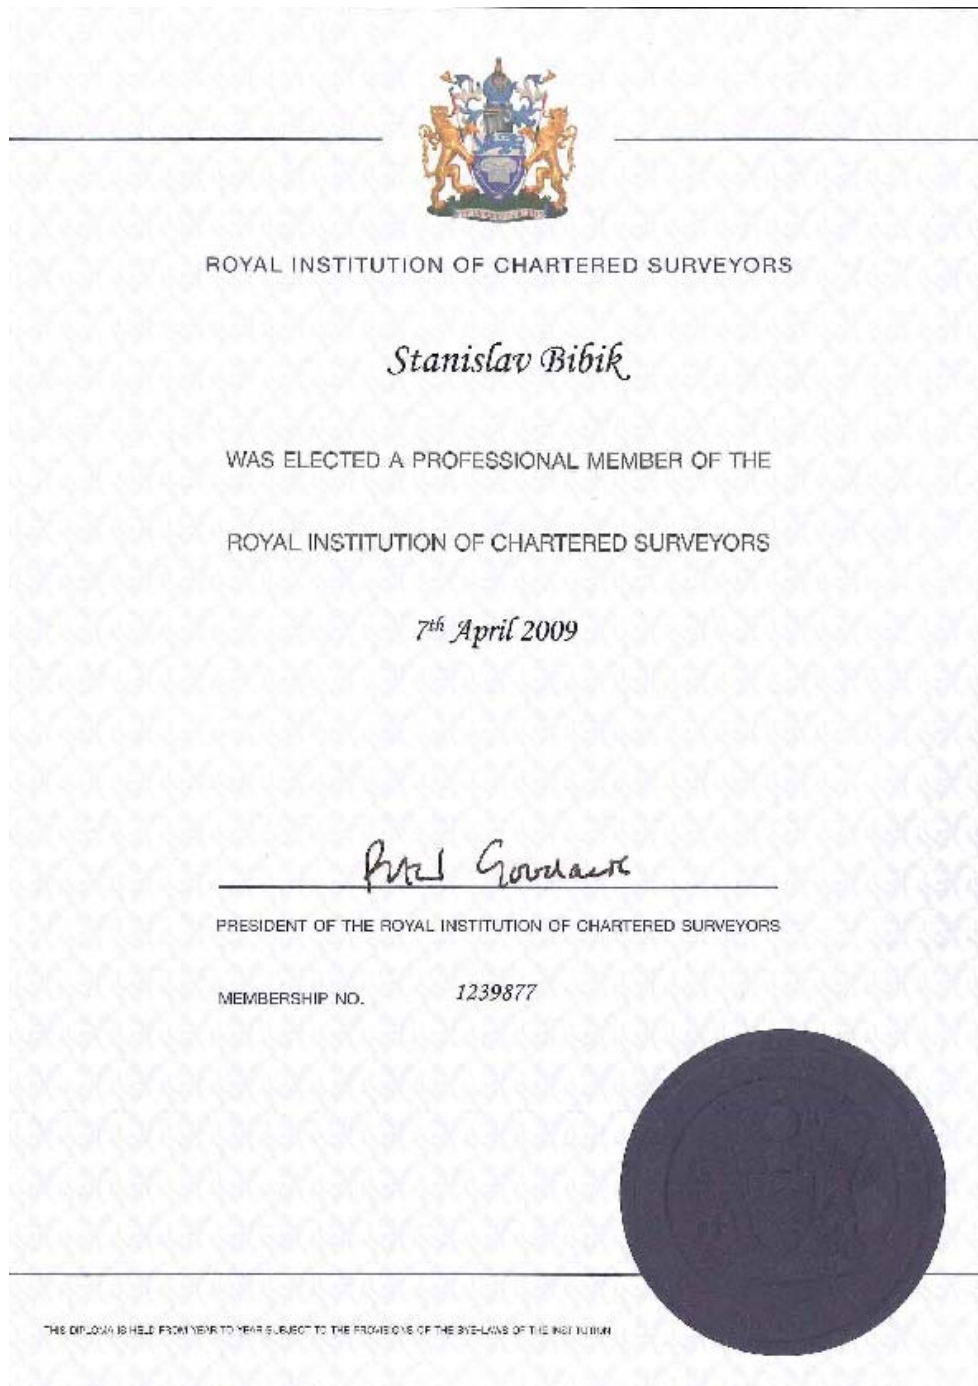 ROYAL INSTITUTION OF CHARTERED SURVEYORS
Stanislav Bibik
WAS ELECTED A PROFESSIONAL MEMBER OF THE
ROYAL INSTITUTION OF CHARTERED SURVEYORS
7th April 2009
PRESIDENT OF THE ROYAL INSTITUTION OF CHARTERED SURVEYORS
MEMBERSHIP NO. 1239877
THIS DIPLOMA IS HELD FROM YEAR TO YEAR SUBJECT TO THE PROVISIONS OF THE BYE-LAWS OF THE INSTITUTION